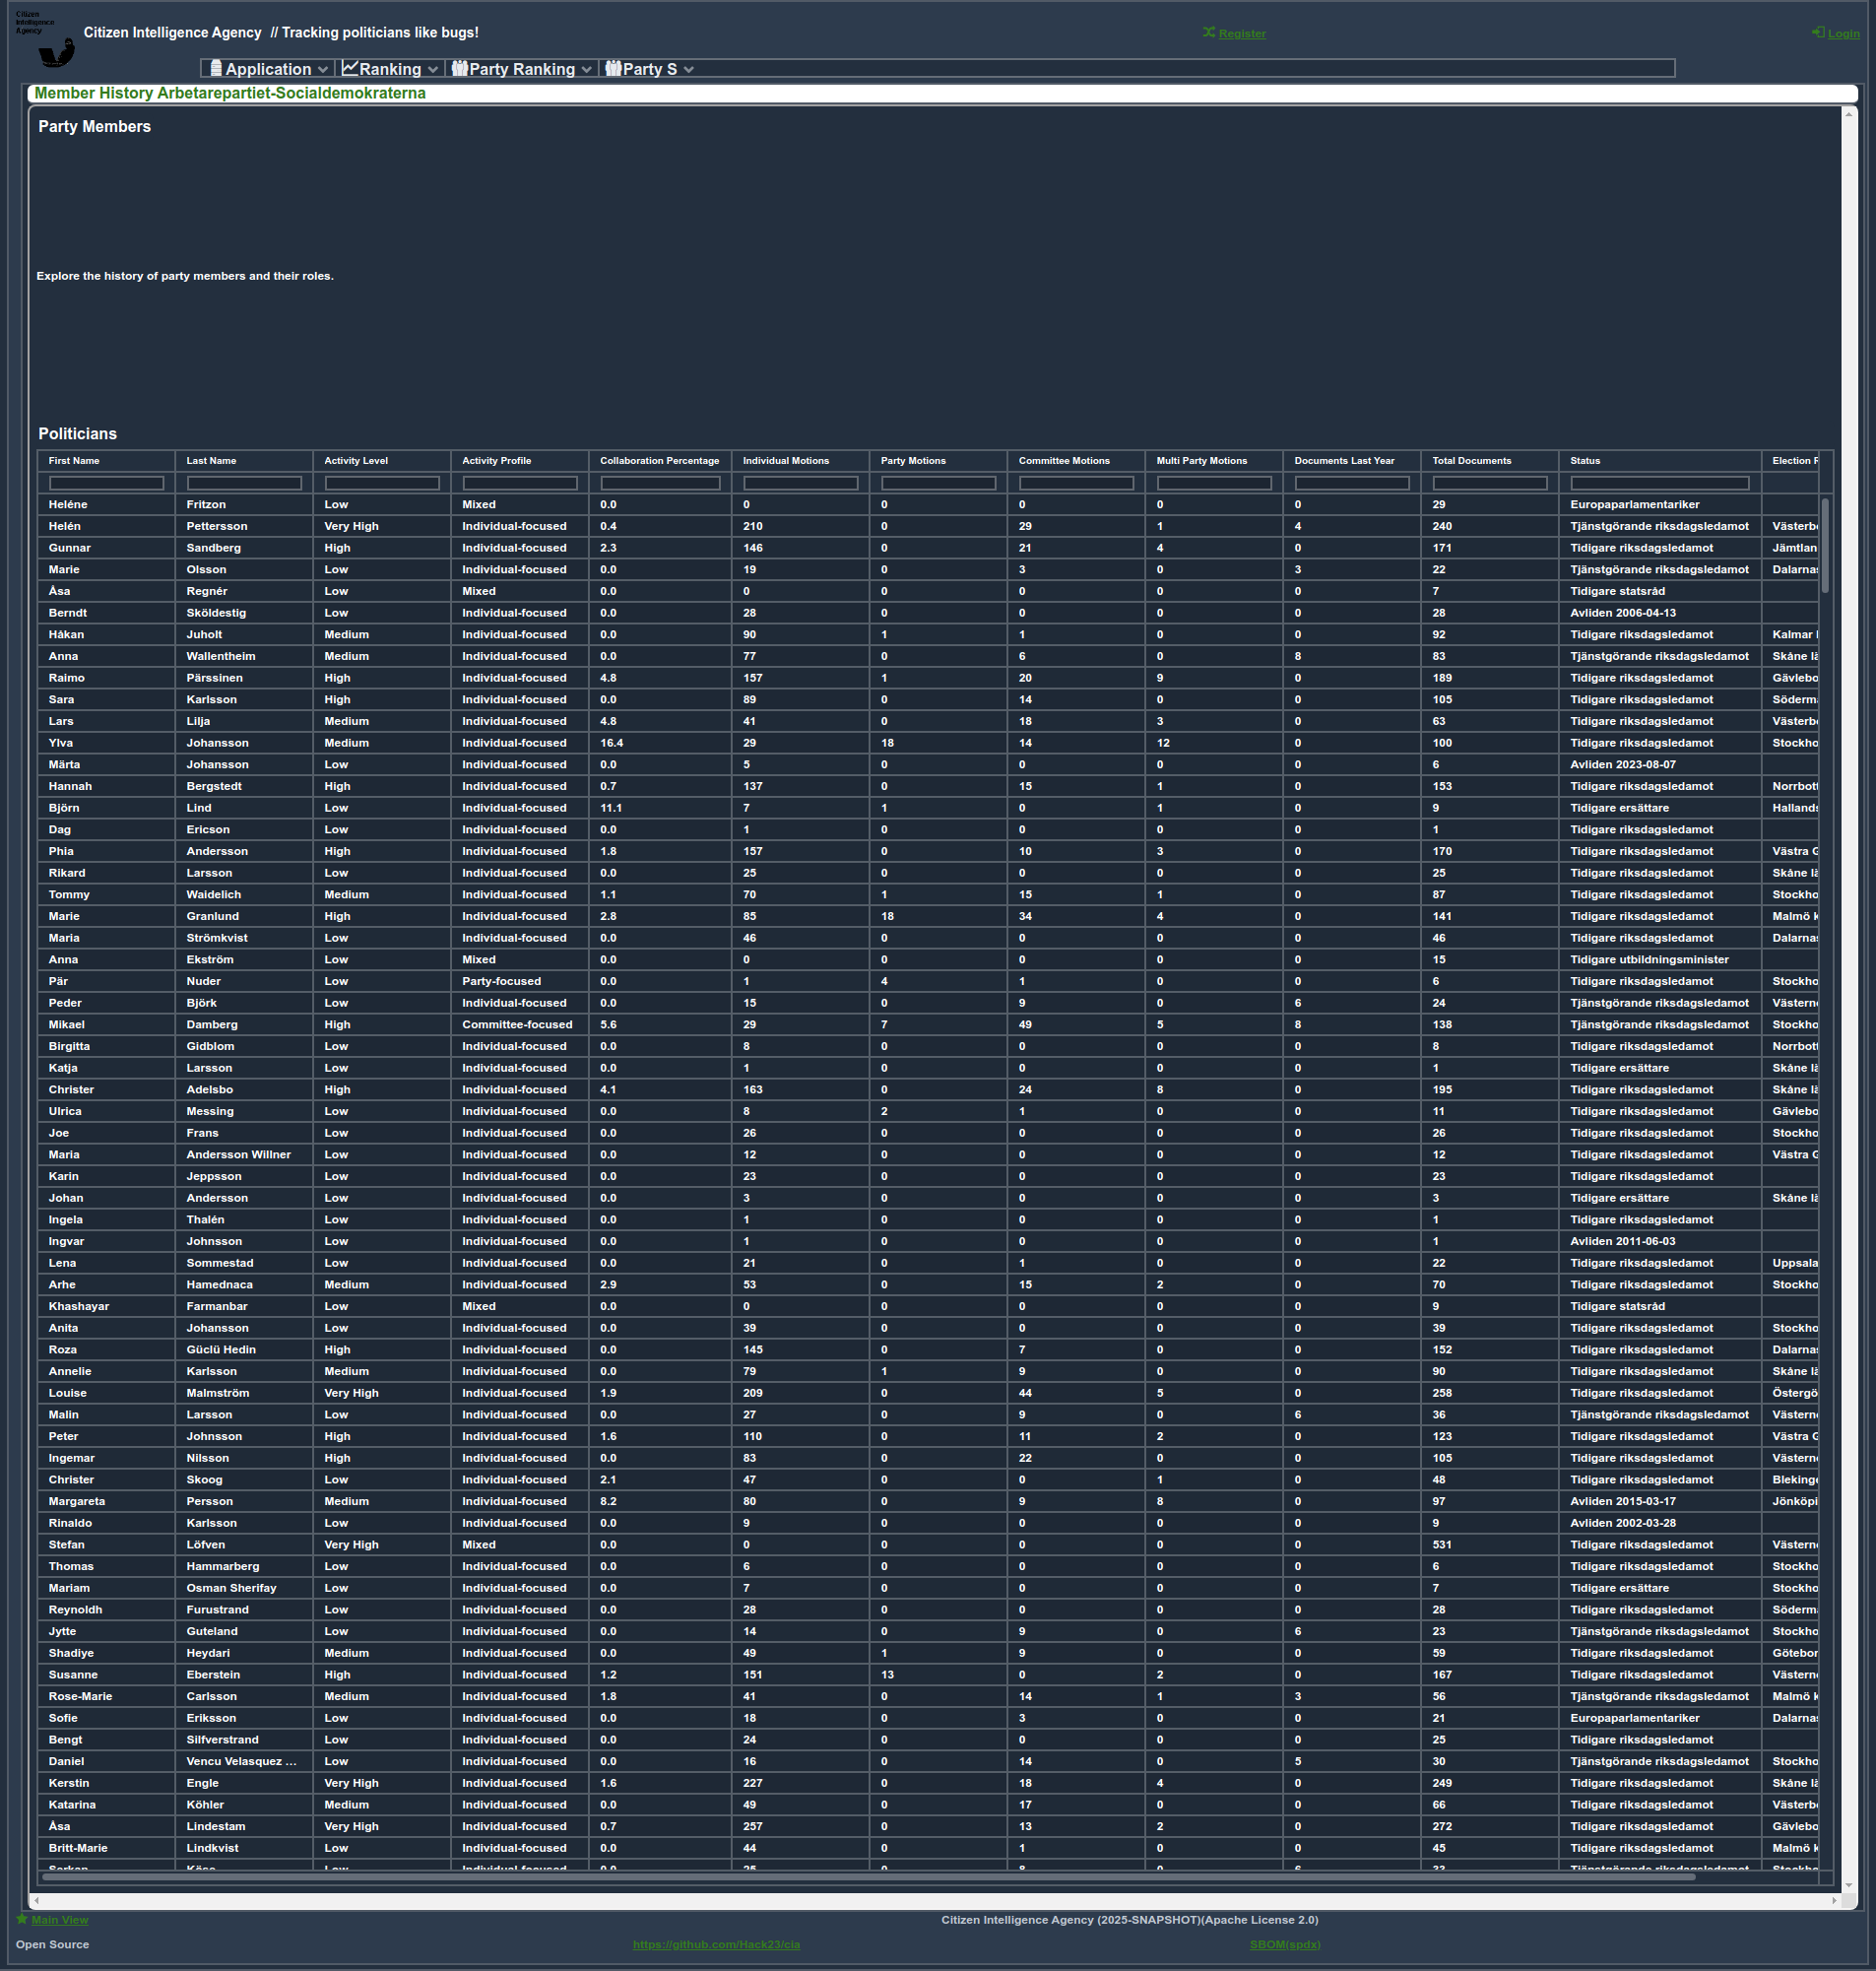 Citizen
Intelligence
Agency
Citizen Intelligence Agency // Tracking politicians like bugs!
Register
Login
Application Ranking Party Ranking Party S
Member History Arbetarepartiet-Socialdemokraterna
Party Members
Explore the history of party members and their roles.
Politicians
First Name Last Name Activity Level Activity Profile Collaboration Percentage Individual Motions Party Motions Committee Motions Multi Party Motions Documents Last Year Total Documents Status Election
Heléne Fritzon Low Mixed 0.0 0 0 0 0 0 29 Europaparlamentariker
Helén Pettersson Very High Individual-focused 0.4 210 0 29 1 4 240 Tjänstgörande riksdagsledamot Västerb
Gunnar Sandberg High Individual-focused 2.3 146 0 21 4 0 171 Tidigare riksdagsledamot Jämtlan
Marie Olsson Low Individual-focused 0.0 19 0 3 0 3 22 Tjänstgörande riksdagsledamot Dalarna
Åsa Regnér Low Mixed 0.0 0 0 0 0 0 7 Tidigare statsråd
Berndt Sköldestig Low Individual-focused 0.0 28 0 0 0 0 28 Avliden 2006-04-13
Håkan Juholt Medium Individual-focused 0.0 90 1 1 0 0 92 Tidigare riksdagsledamot Kalmar
Anna Wallentheim Medium Individual-focused 0.0 77 0 6 0 8 83 Tjänstgörande riksdagsledamot Skåne lä
Raimo Pärssinen High Individual-focused 4.8 157 1 20 9 0 189 Tidigare riksdagsledamot Gävlebo
Sara Karlsson High Individual-focused 0.0 89 0 14 0 0 105 Tidigare riksdagsledamot Söderm
Lars Lilja Medium Individual-focused 4.8 41 0 18 3 0 63 Tidigare riksdagsledamot Västerb
Ylva Johansson Medium Individual-focused 16.4 29 18 14 12 0 100 Tidigare riksdagsledamot Stockho
Märta Johansson Low Individual-focused 0.0 5 0 0 0 0 6 Avliden 2023-08-07
Hannah Bergstedt High Individual-focused 0.7 137 0 15 1 0 153 Tidigare riksdagsledamot Norrbott
Björn Lind Low Individual-focused 11.1 7 1 0 1 0 9 Tidigare ersättare Halland
Dag Ericson Low Individual-focused 0.0 1 0 0 0 0 1 Tidigare riksdagsledamot
Phia Andersson High Individual-focused 1.8 157 0 10 3 0 170 Tidigare riksdagsledamot Västra G
Rikard Larsson Low Individual-focused 0.0 25 0 0 0 0 25 Tidigare riksdagsledamot Skåne lä
Tommy Waidelich Medium Individual-focused 1.1 70 1 15 1 0 87 Tidigare riksdagsledamot Stockho
Marie Granlund High Individual-focused 2.8 85 18 34 4 0 141 Tidigare riksdagsledamot Malmö k
Maria Strömkvist Low Individual-focused 0.0 46 0 0 0 0 46 Tidigare riksdagsledamot Dalarna
Anna Ekström Low Mixed 0.0 0 0 0 0 0 15 Tidigare utbildningsminister
Pär Nuder Low Party-focused 0.0 1 4 1 0 0 6 Tidigare riksdagsledamot Stockho
Peder Björk Low Individual-focused 0.0 15 0 9 0 6 24 Tjänstgörande riksdagsledamot Västern
Mikael Damberg High Committee-focused 5.6 29 7 49 5 8 138 Tjänstgörande riksdagsledamot Stockho
Birgitta Gidblom Low Individual-focused 0.0 8 0 0 0 0 8 Tidigare riksdagsledamot Norrbott
Katja Larsson Low Individual-focused 0.0 1 0 0 0 0 1 Tidigare ersättare Skåne lä
Christer Adelsbo High Individual-focused 4.1 163 0 24 8 0 195 Tidigare riksdagsledamot Skåne lä
Ulrica Messing Low Individual-focused 0.0 8 2 1 0 0 11 Tidigare riksdagsledamot Gävlebo
Joe Frans Low Individual-focused 0.0 26 0 0 0 0 26 Tidigare riksdagsledamot Stockho
Maria Andersson Willner Low Individual-focused 0.0 12 0 0 0 0 12 Tidigare riksdagsledamot Västra G
Karin Jeppsson Low Individual-focused 0.0 23 0 0 0 0 23 Tidigare riksdagsledamot
Johan Andersson Low Individual-focused 0.0 3 0 0 0 0 3 Tidigare ersättare Skåne lä
Ingela Thalén Low Individual-focused 0.0 1 0 0 0 0 1 Tidigare riksdagsledamot
Ingvar Johnsson Low Individual-focused 0.0 1 0 0 0 0 1 Avliden 2011-06-03
Lena Sommestad Low Individual-focused 0.0 21 0 1 0 0 22 Tidigare riksdagsledamot Uppsala
Arhe Hamednaca Medium Individual-focused 2.9 53 0 15 2 0 70 Tidigare riksdagsledamot Stockho
Khashayar Farmanbar Low Mixed 0.0 0 0 0 0 0 9 Tidigare statsråd
Anita Johansson Low Individual-focused 0.0 39 0 0 0 0 39 Tidigare riksdagsledamot Stockho
Roza Güclü Hedin High Individual-focused 0.0 145 0 7 0 0 152 Tidigare riksdagsledamot Dalarna
Annelie Karlsson Medium Individual-focused 0.0 79 1 9 0 0 90 Tidigare riksdagsledamot Skåne lä
Louise Malmström Very High Individual-focused 1.9 209 0 44 5 0 258 Tidigare riksdagsledamot Östergö
Malin Larsson Low Individual-focused 0.0 27 0 9 0 6 36 Tjänstgörande riksdagsledamot Västern
Peter Johnsson High Individual-focused 1.6 110 0 11 2 0 123 Tidigare riksdagsledamot Västra G
Ingemar Nilsson High Individual-focused 0.0 83 0 22 0 0 105 Tidigare riksdagsledamot Västern
Christer Skoog Low Individual-focused 2.1 47 0 0 1 0 48 Tidigare riksdagsledamot Bleking
Margareta Persson Medium Individual-focused 8.2 80 0 9 8 0 97 Avliden 2015-03-17 Jönköpi
Rinaldo Karlsson Low Individual-focused 0.0 9 0 0 0 0 9 Avliden 2002-03-28
Stefan Löfven Very High Mixed 0.0 0 0 0 0 0 531 Tidigare riksdagsledamot Västern
Thomas Hammarberg Low Individual-focused 0.0 6 0 0 0 0 6 Tidigare riksdagsledamot Stockho
Mariam Osman Sherifay Low Individual-focused 0.0 7 0 0 0 0 7 Tidigare ersättare Stockho
Reynoldh Furustrand Low Individual-focused 0.0 28 0 0 0 0 28 Tidigare riksdagsledamot Söderm
Jytte Guteland Low Individual-focused 0.0 14 0 9 0 6 23 Tjänstgörande riksdagsledamot Stockho
Shadiye Heydari Medium Individual-focused 0.0 49 1 9 0 0 59 Tidigare riksdagsledamot Götebor
Susanne Eberstein High Individual-focused 1.2 151 13 0 2 0 167 Tidigare riksdagsledamot Västern
Rose-Marie Carlsson Medium Individual-focused 1.8 41 0 14 1 3 56 Tjänstgörande riksdagsledamot Malmö k
Sofie Eriksson Low Individual-focused 0.0 18 0 3 0 0 21 Europaparlamentariker Dalarna
Bengt Silfverstrand Low Individual-focused 0.0 24 0 0 0 0 25 Tidigare riksdagsledamot
Daniel Vencu Velasquez ... Low Individual-focused 0.0 16 0 14 0 5 30 Tjänstgörande riksdagsledamot Stockho
Kerstin Engle Very High Individual-focused 1.6 227 0 18 4 0 249 Tidigare riksdagsledamot Skåne lä
Katarina Köhler Medium Individual-focused 0.0 49 0 17 0 0 66 Tidigare riksdagsledamot Västerb
Åsa Lindestam Very High Individual-focused 0.7 257 0 13 2 0 272 Tidigare riksdagsledamot Gävlebo
Britt-Marie Lindkvist Low Individual-focused 0.0 44 0 1 0 0 45 Tidigare riksdagsledamot Malmö k
Serkan Köse Low Individual-focused 0.0 25 0 8 0 6 33 Tjänstgörande riksdagsledamot Stockho
Main View
Citizen Intelligence Agency (2025-SNAPSHOT)(Apache License 2.0)
Open Source
https://github.com/Hack23/cia
SBOM(spdx)